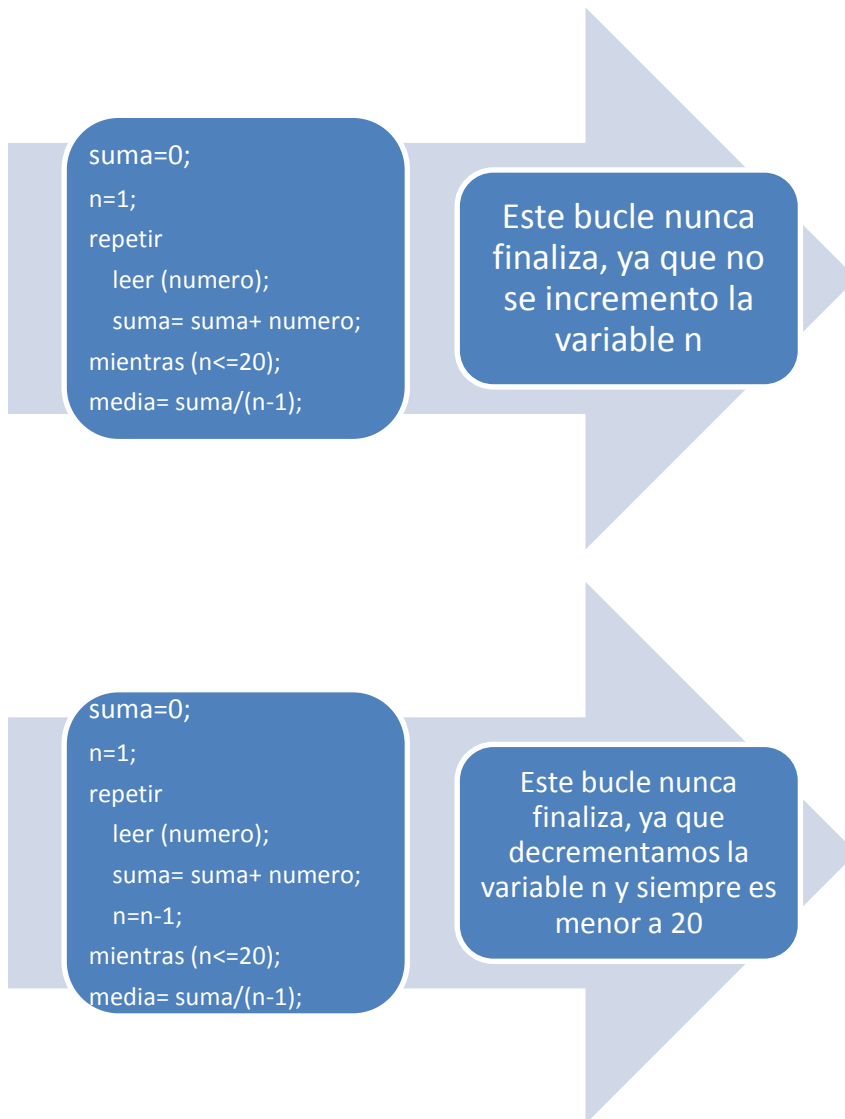 suma=0;
n=1;
repetir
leer (numero);
suma= suma+ numero;
mientras (n<=20);
media= suma/(n-1);
Este bucle nunca
finaliza, ya que no
se incremento la
variable n
suma=0;
n=1;
repetir
leer (numero);
suma= suma+ numero;
n=n-1;
mientras (n<=20);
media= suma/(n-1);
Este bucle nunca
finaliza, ya que
decrementamos la
variable n y siempre es
menor a 20